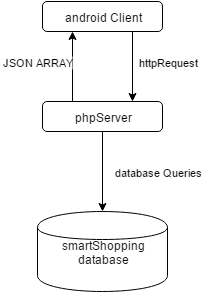 android Client
JSON ARRAY
httpRequest
phpServer
database Queries
smartShopping
database